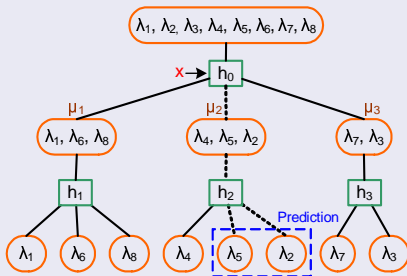 λ₁, λ₂, λ₃, λ₄, λ₅, λ₆, λ₇, λ₈
x h₀
μ₁ μ₂ μ₃
λ₁, λ₆, λ₈ λ₄, λ₅, λ₂ λ₇, λ₃
h₁ h₂ h₃
Prediction
λ₁ λ₆ λ₈ λ₄ λ₅ λ₂ λ₇ λ₃